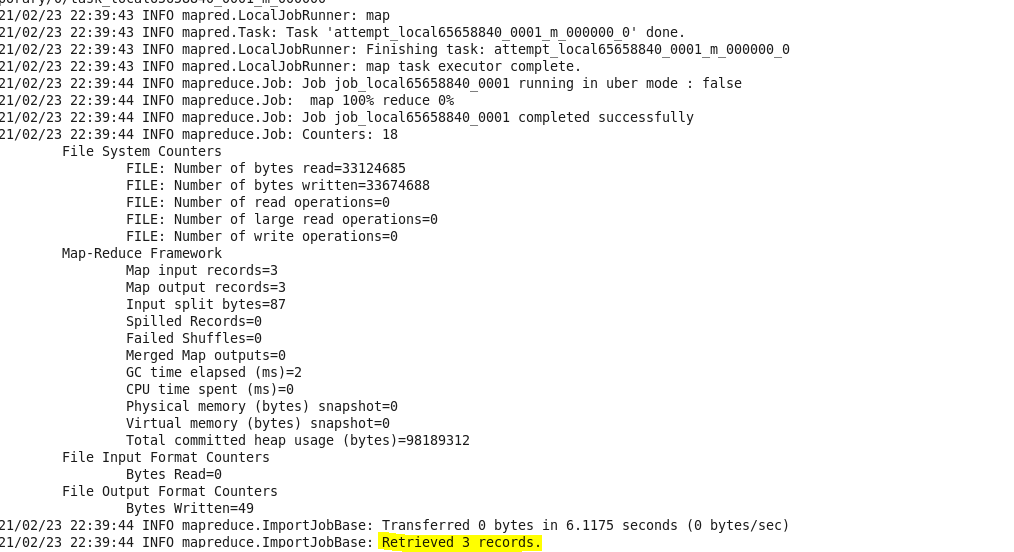 21/02/23 22:39:43 INFO mapred.LocalJobRunner: map
21/02/23 22:39:43 INFO mapred.Task: Task 'attempt_local65658840_0001_m_000000_0' done.
21/02/23 22:39:43 INFO mapred.LocalJobRunner: Finishing task: attempt_local65658840_0001_m_000000_0
21/02/23 22:39:43 INFO mapred.LocalJobRunner: map task executor complete.
21/02/23 22:39:44 INFO mapreduce.Job: Job job_local65658840_0001 running in uber mode : false
21/02/23 22:39:44 INFO mapreduce.Job:  map 100% reduce 0%
21/02/23 22:39:44 INFO mapreduce.Job: Job job_local65658840_0001 completed successfully
21/02/23 22:39:44 INFO mapreduce.Job: Counters: 18
File System Counters
FILE: Number of bytes read=33124685
FILE: Number of bytes written=33674688
FILE: Number of read operations=0
FILE: Number of large read operations=0
FILE: Number of write operations=0
Map-Reduce Framework
Map input records=3
Map output records=3
Input split bytes=87
Spilled Records=0
Failed Shuffles=0
Merged Map outputs=0
GC time elapsed (ms)=2
CPU time spent (ms)=0
Physical memory (bytes) snapshot=0
Virtual memory (bytes) snapshot=0
Total committed heap usage (bytes)=98189312
File Input Format Counters
Bytes Read=0
File Output Format Counters
Bytes Written=49
21/02/23 22:39:44 INFO mapreduce.ImportJobBase: Transferred 0 bytes in 6.1175 seconds (0 bytes/sec)
21/02/23 22:39:44 INFO mapreduce.ImportJobBase: Retrieved 3 records.